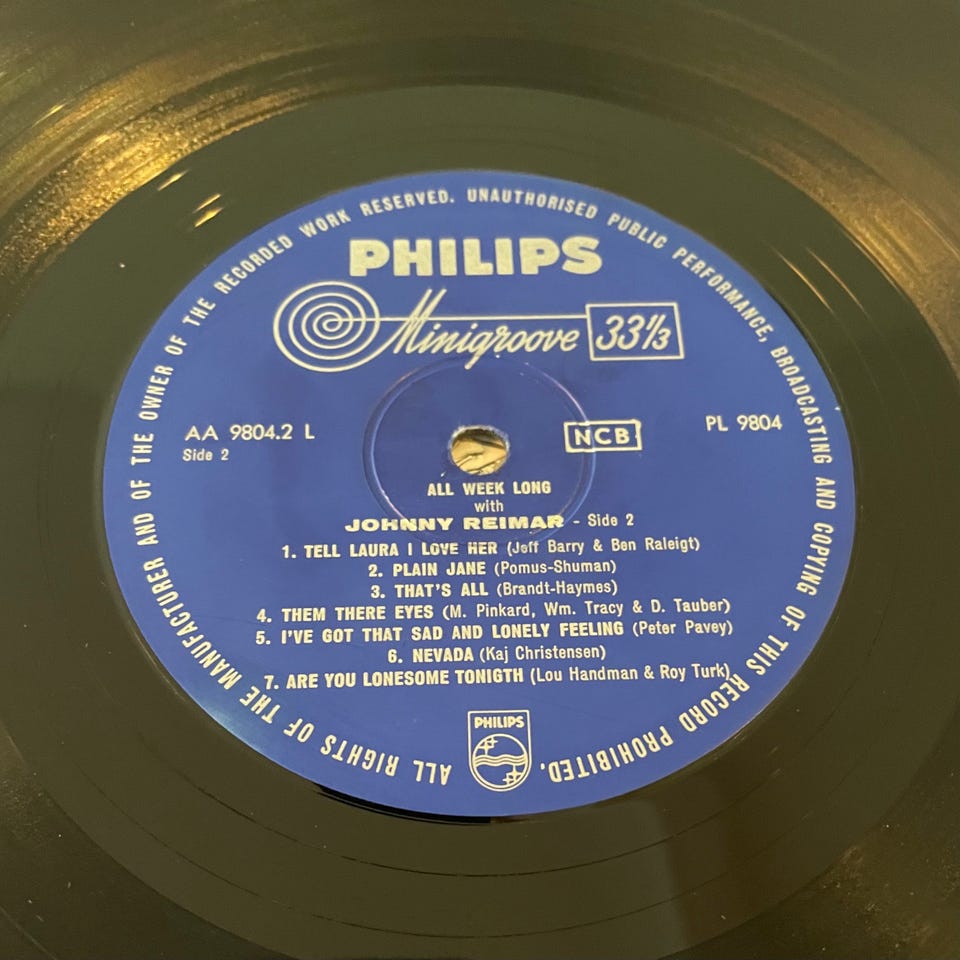 ALL RIGHTS OF THE MANUFACTURER AND OF THE OWNER OF THE RECORDED WORK RESERVED. UNAUTHORISED PUBLIC PERFORMANCE, BROADCASTING AND COPYING OF THIS RECORD PROHIBITED.
PHILIPS
Minigroove 33⅓
AA 9804.2 L
Side 2
NCB
PL 9804
ALL WEEK LONG
with
JOHNNY REIMAR - Side 2
1. TELL LAURA I LOVE HER (Jeff Barry & Ben Raleigt)
2. PLAIN JANE (Pomus-Shuman)
3. THAT'S ALL (Brandt-Haymes)
4. THEM THERE EYES (M. Pinkard, Wm. Tracy & D. Tauber)
5. I'VE GOT THAT SAD AND LONELY FEELING (Peter Pavey)
6. NEVADA (Kaj Christensen)
7. ARE YOU LONESOME TONIGTH (Lou Handman & Roy Turk)
PHILIPS